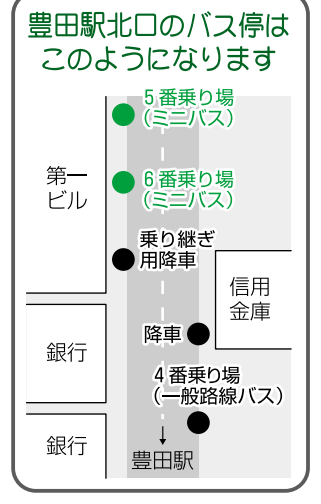 豊田駅北口のバス停は
このようになります
5番乗り場
(ミニバス)
第一
ビル
6番乗り場
(ミニバス)
乗り継ぎ
用降車
信用
金庫
降車
銀行
4番乗り場
(一般路線バス)
銀行
豊田駅